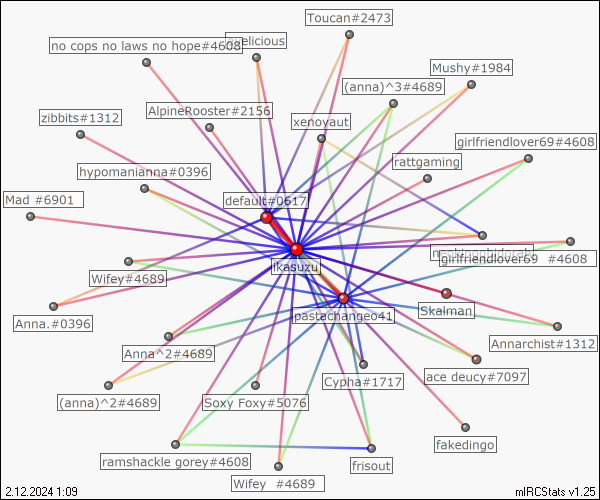 Toucan#2473
no cops no laws no hope#4608
Mushy#1984
(anna)^3#4689
AlpineRooster#2156
zibbits#1312
xenoyaut
girlfriendlover69#4608
rattgaming
hypomanianna#0396
Mad #6901
default#0617
girlfriendlover69 #4608
ikasuzu
Wifey#4689
Skalman
pastachangeo41
Anna.#0396
Annarchist#1312
Anna^2#4689
ace deucy#7097
Cypha#1717
(anna)^2#4689
Soxy Foxy#5076
fakedingo
ramshackle gorey#4608
frisout
Wifey #4689
2.12.2024 1:09
mIRCStats v1.25